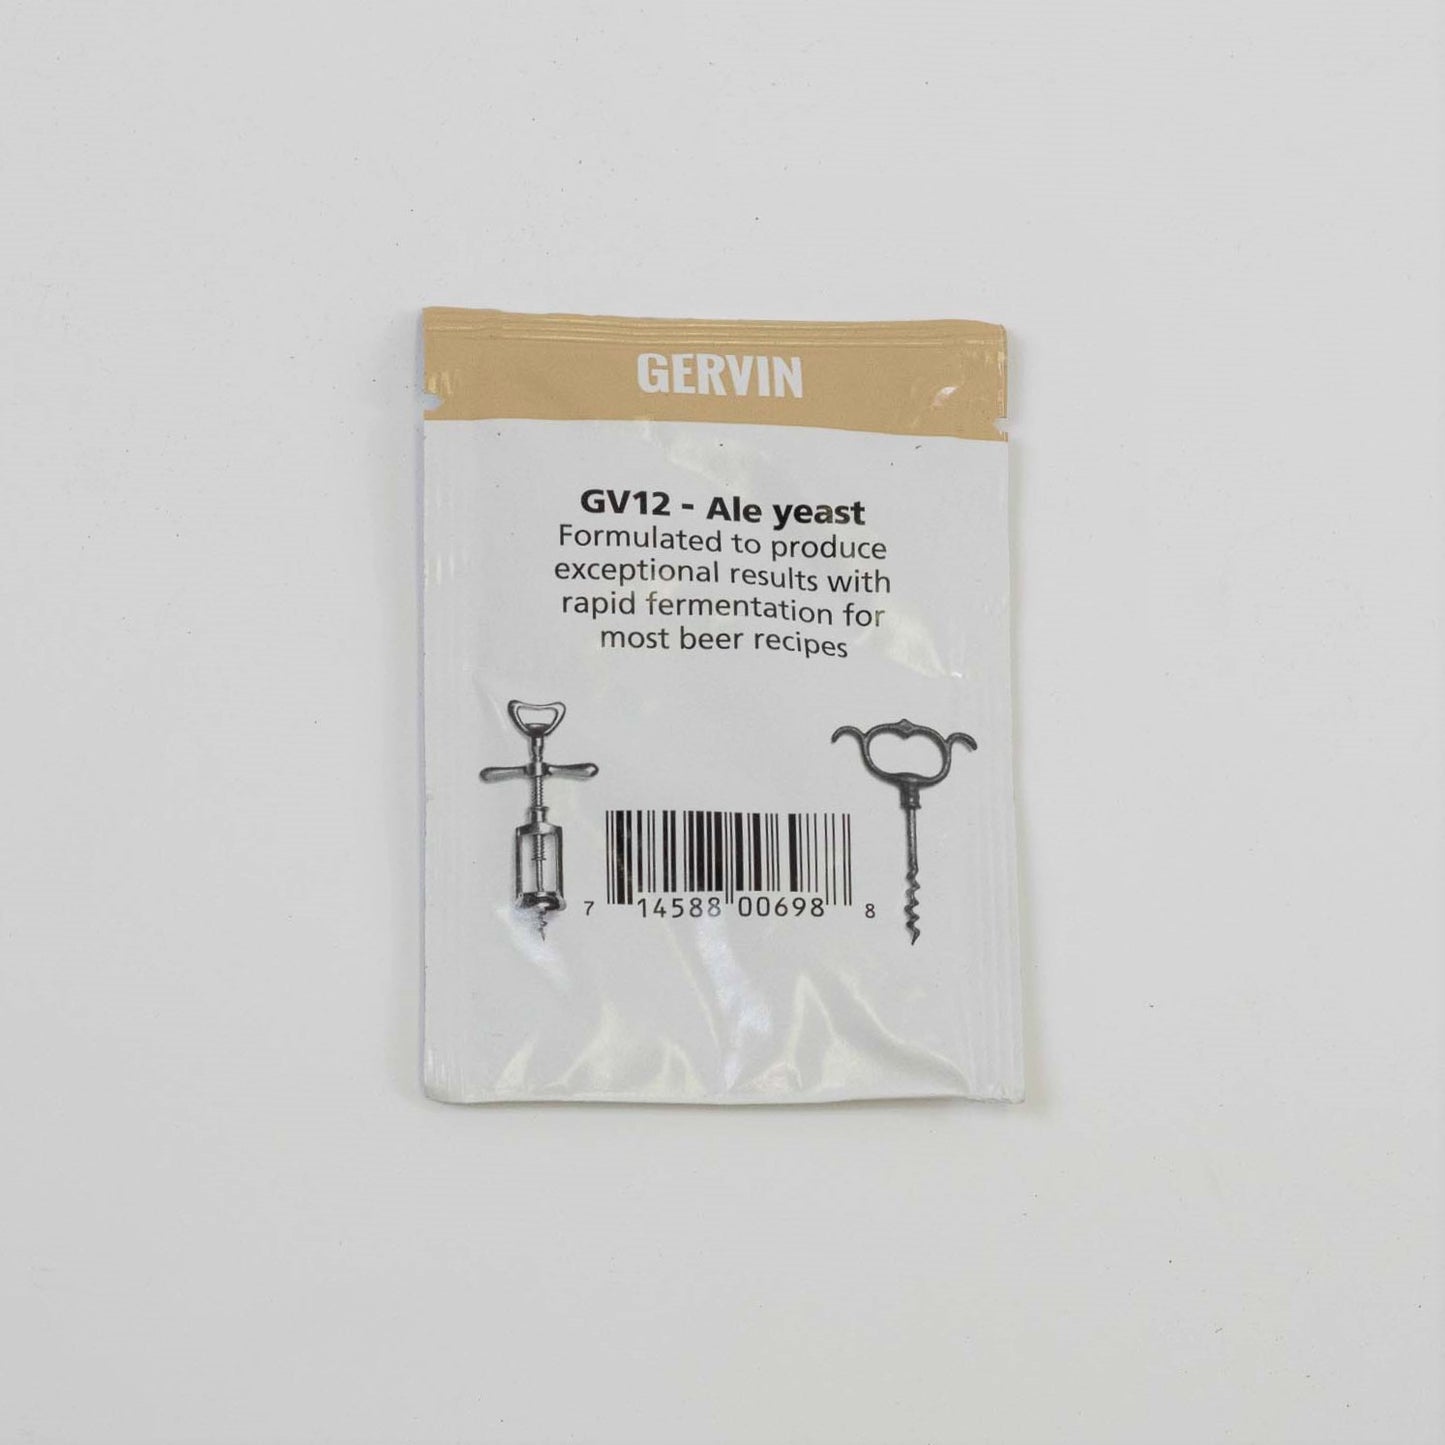 GERVIN
GV12 - Ale yeast
Formulated to produce
exceptional results with
rapid fermentation for
most beer recipes
7 14588 00698 8